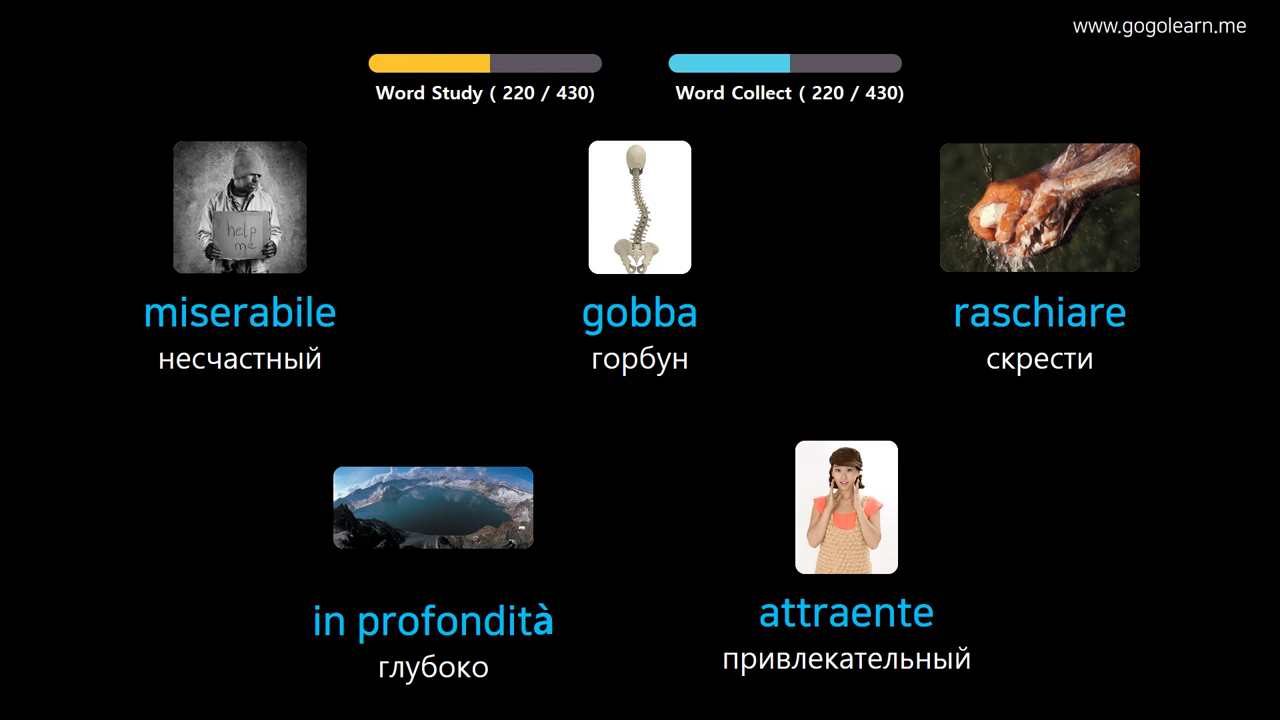 www.gogolearn.me
Word Study ( 220 / 430)
Word Collect ( 220 / 430)
help
me
miserabile
несчастный
gobba
горбун
raschiare
скрести
in profondità
глубоко
attraente
привлекательный